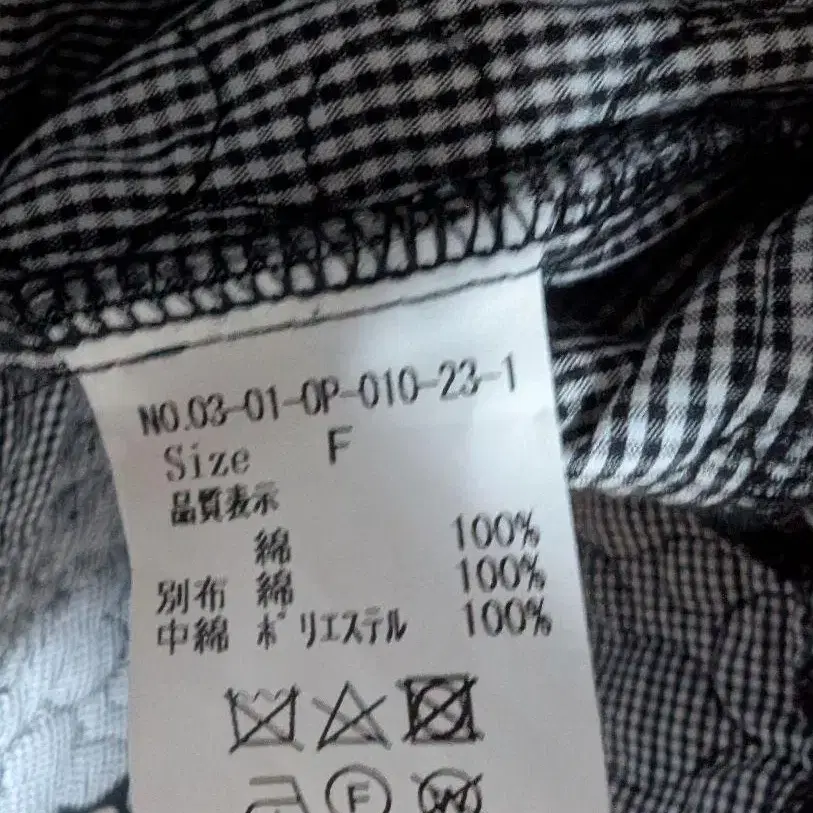 NO.03-01-OP-010-23-1
Size F
品質表示
綿 100%
別布 綿 100%
中綿 ポリエステル 100%
F
W